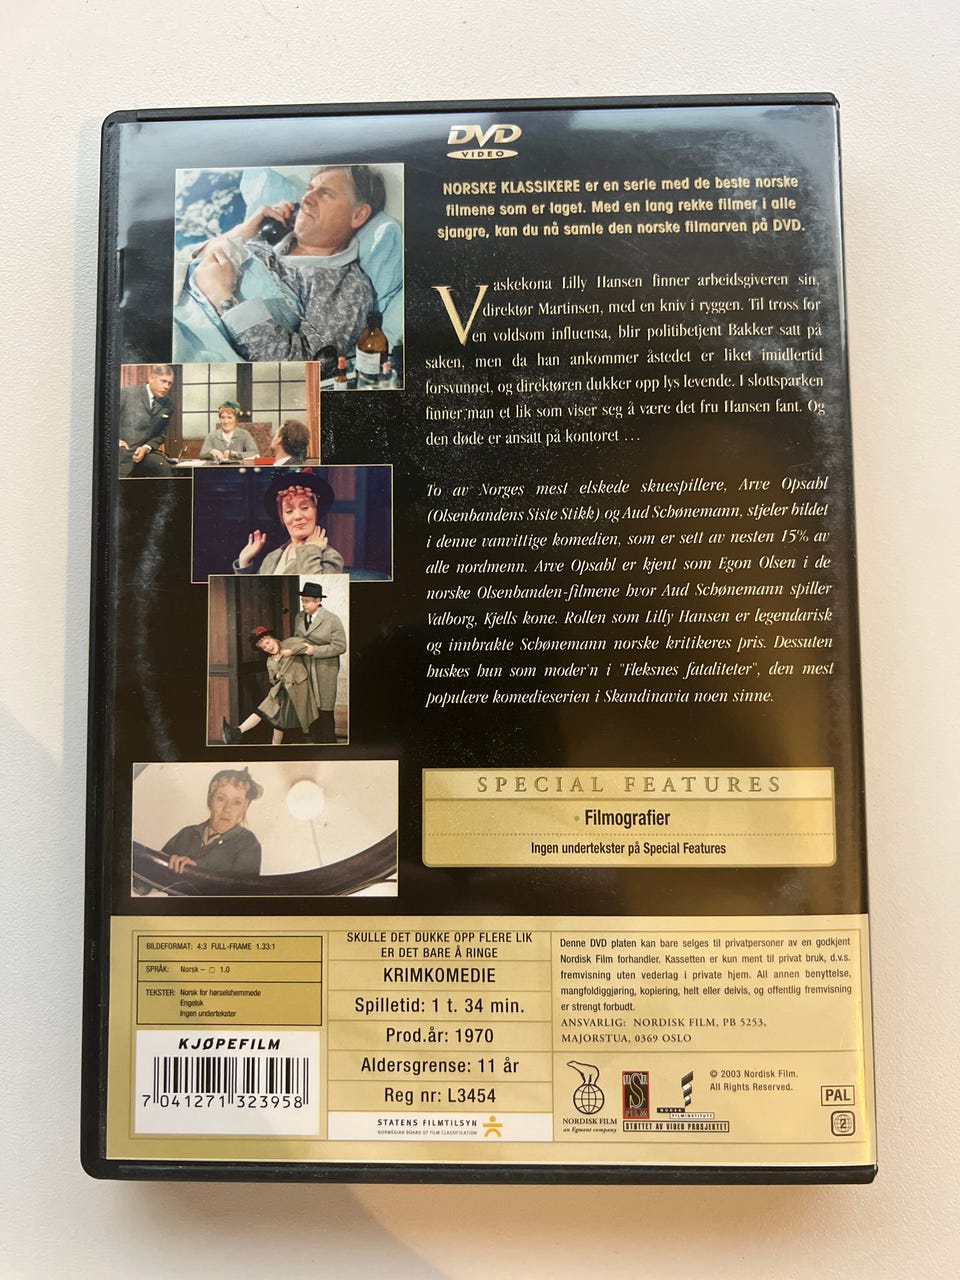 DVD
VIDEO
NORSKE KLASSIKERE er en serie med de beste norske
filmene som er laget. Med en lang rekke filmer i alle
sjangre, kan du nå samle den norske filmarven på DVD.
Vaskekona Lilly Hansen finner arbeidsgiveren sin,
direktør Martinsen, med en kniv i ryggen. Til tross for
en voldsom influensa, blir politibetjent Bakker satt på
saken, men da han ankommer åstedet er liket imidlertid
forsvunnet, og direktøren dukker opp lys levende. I slottsparken
finner man et lik som viser seg å være det fru Hansen fant. Og
den døde er ansatt på kontoret ...
To av Norges mest elskede skuespillere, Arve Opsahl
(Olsenbandens Siste Stikk) og Aud Schønemann, stjeler bildet
i denne vanvittige komedien, som er sett av nesten 15% av
alle nordmenn. Arve Opsahl er kjent som Egon Olsen i de
norske Olsenbanden-filmene hvor Aud Schønemann spiller
Valborg, Kjells kone. Rollen som Lilly Hansen er legendarisk
og innbrakte Schønemann norske kritikeres pris. Dessuten
huskes hun som moder'n i "Fleksnes fataliteter", den mest
populære komedieserien i Skandinavia noen sinne.
SPECIAL FEATURES
• Filmografier
Ingen undertekster på Special Features
BILDEFORMAT: 4:3 FULL-FRAME 1.33:1
SPRÅK: Norsk – 1.0
TEKSTER: Norsk for hørselshemmede
Engelsk
Ingen undertekster
KJØPEFILM
7 041271 323958
SKULLE DET DUKKE OPP FLERE LIK
ER DET BARE Å RINGE
KRIMKOMEDIE
Spilletid: 1 t. 34 min.
Prod.år: 1970
Aldersgrense: 11 år
Reg nr: L3454
STATENS FILMTILSYN
NORWEGIAN BOARD OF FILM CLASSIFICATION
Denne DVD platen kan bare selges til privatpersoner av en godkjent
Nordisk Film forhandler. Kassetten er kun ment til privat bruk, d.v.s.
fremvisning uten vederlag i private hjem. All annen benyttelse,
mangfoldiggjøring, kopiering, helt eller delvis, og offentlig fremvisning
er strengt forbudt.
ANSVARLIG: NORDISK FILM, PB 5253,
MAJORSTUA, 0369 OSLO
NORDISK FILM
an Egmont company
NORSK
FILMINSTITUTT
STØTTET AV VIDEO PROSJEKTET
© 2003 Nordisk Film.
All Rights Reserved.
PAL
2